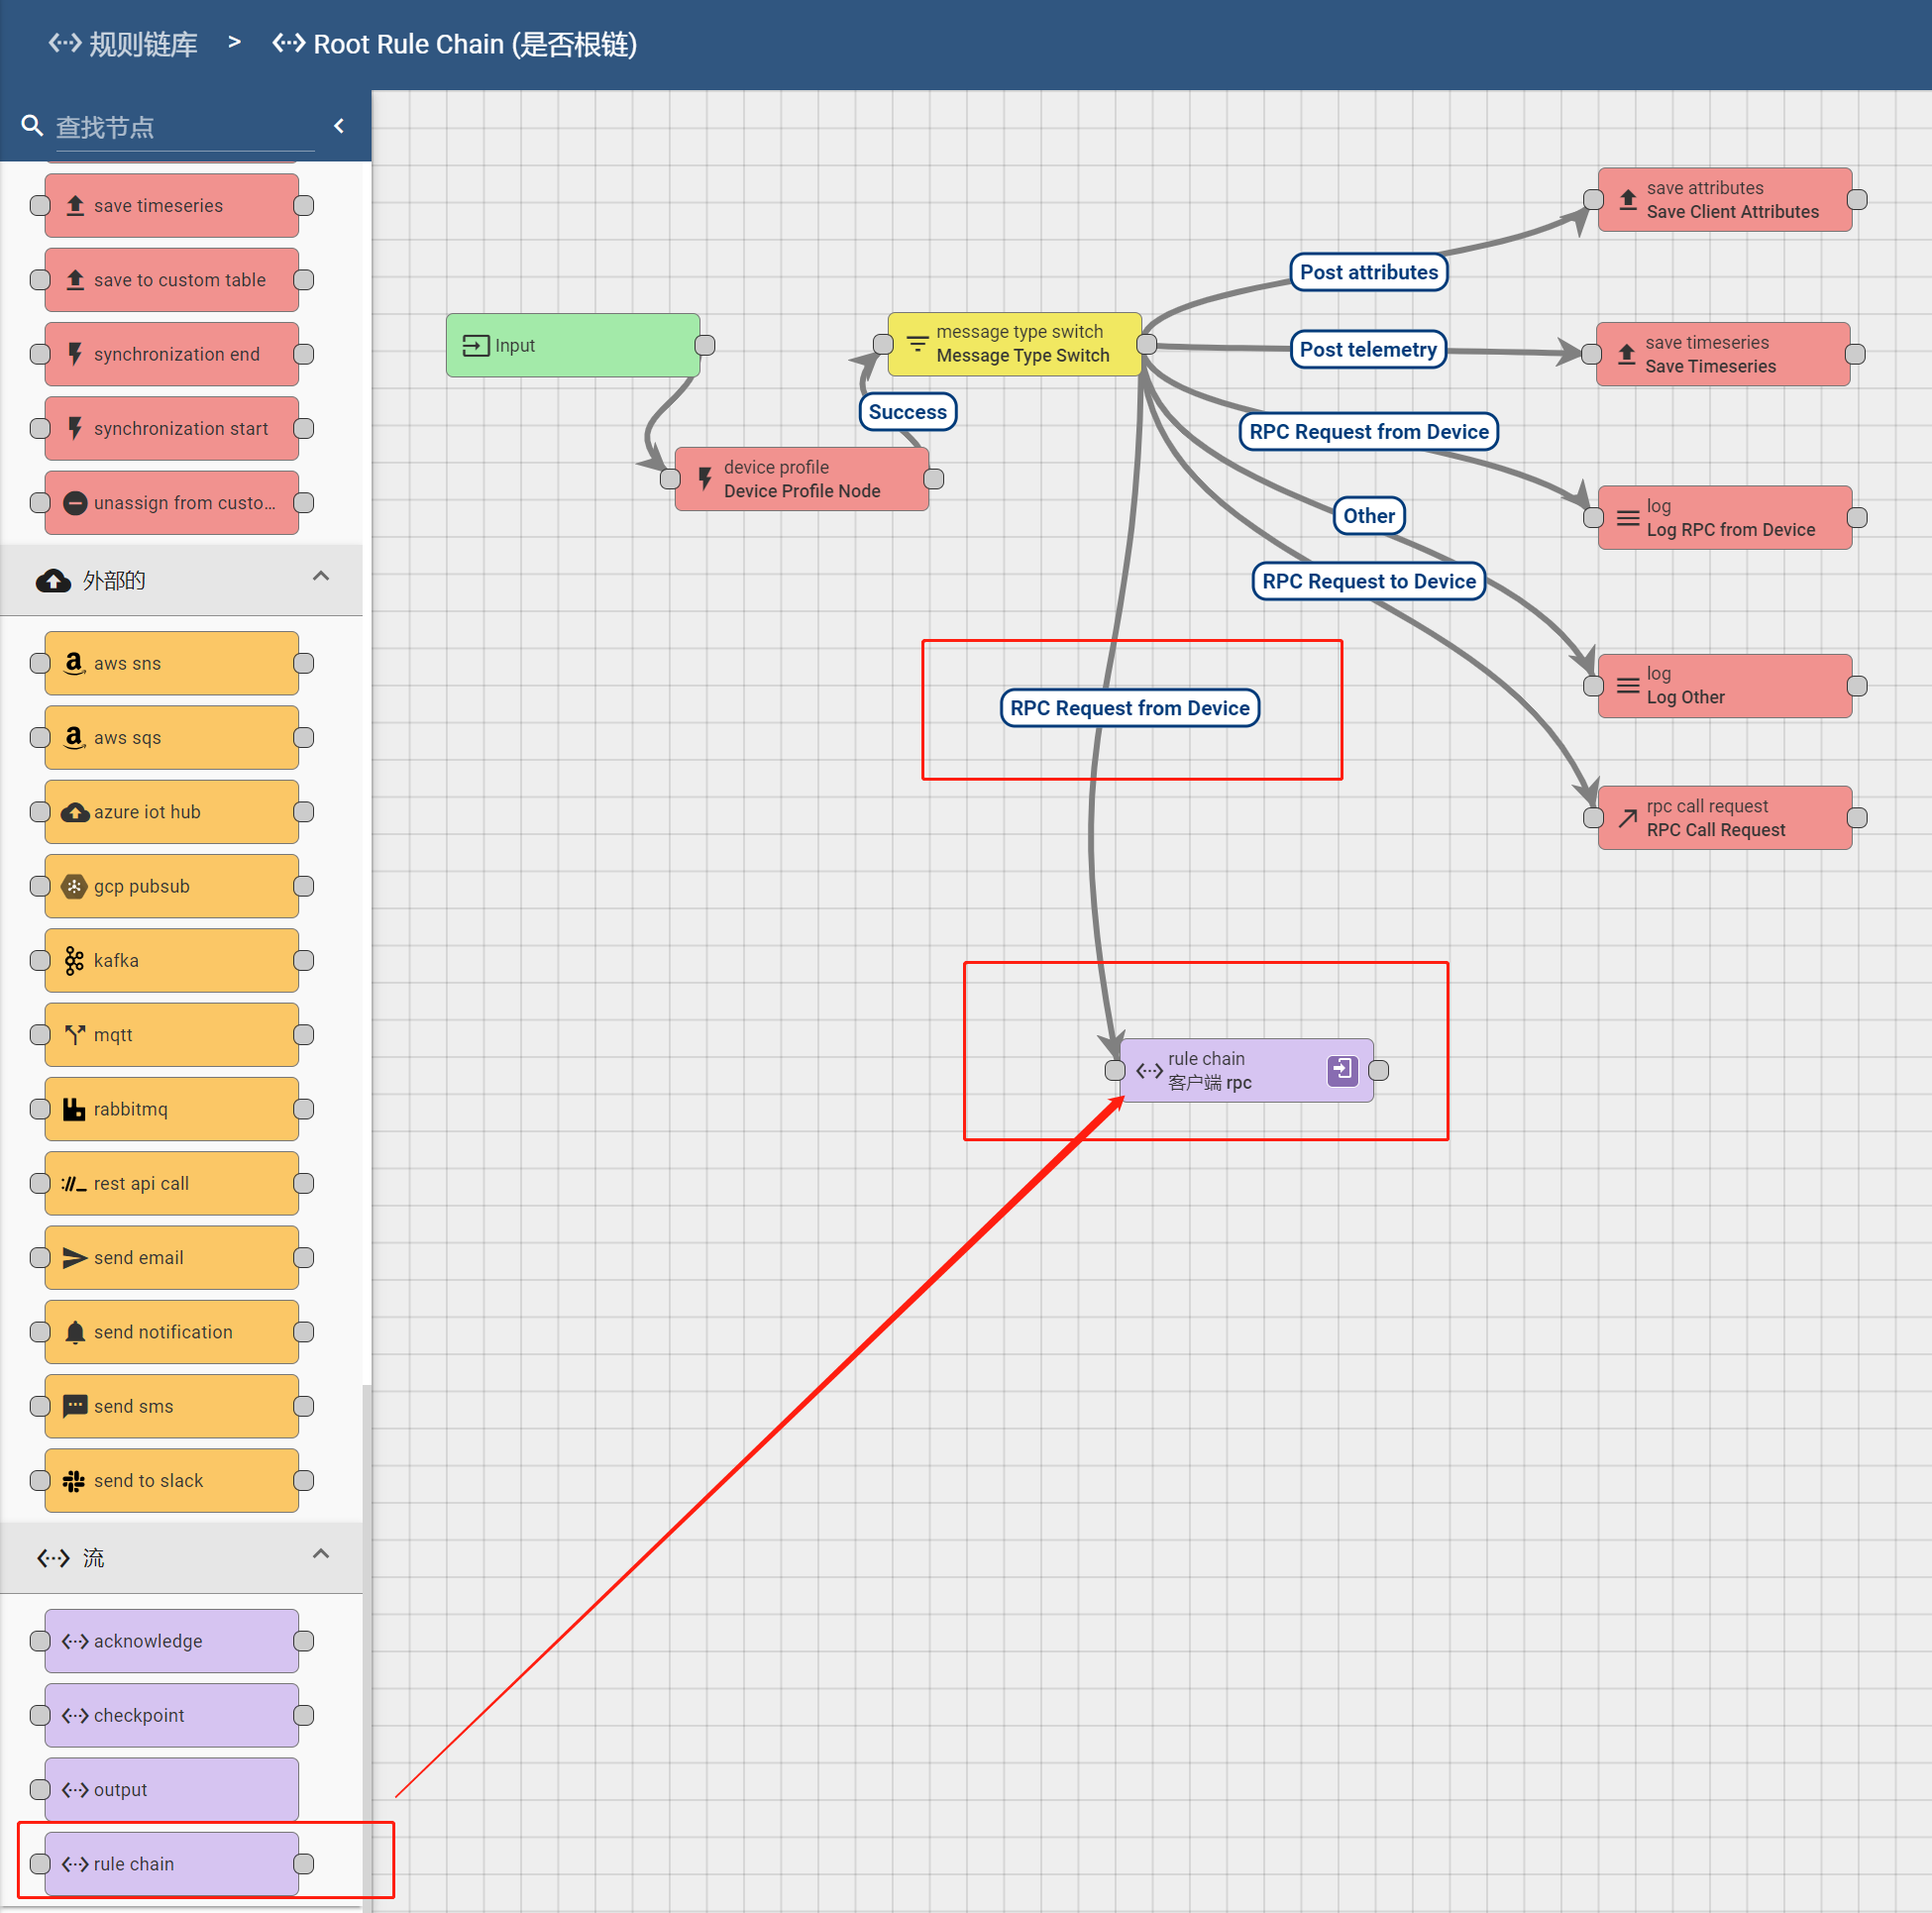 规则链库 > Root Rule Chain (是否根链)
查找节点
save timeseries
save to custom table
synchronization end
synchronization start
unassign from custo...
外部的
aws sns
aws sqs
azure iot hub
gcp pubsub
kafka
mqtt
rabbitmq
rest api call
send email
send notification
send sms
send to slack
流
acknowledge
checkpoint
output
rule chain
Input
device profile
Device Profile Node
Success
message type switch
Message Type Switch
Post attributes
Post telemetry
RPC Request from Device
Other
RPC Request to Device
RPC Request from Device
save attributes
Save Client Attributes
save timeseries
Save Timeseries
log
Log RPC from Device
log
Log Other
rpc call request
RPC Call Request
rule chain
客户端 rpc